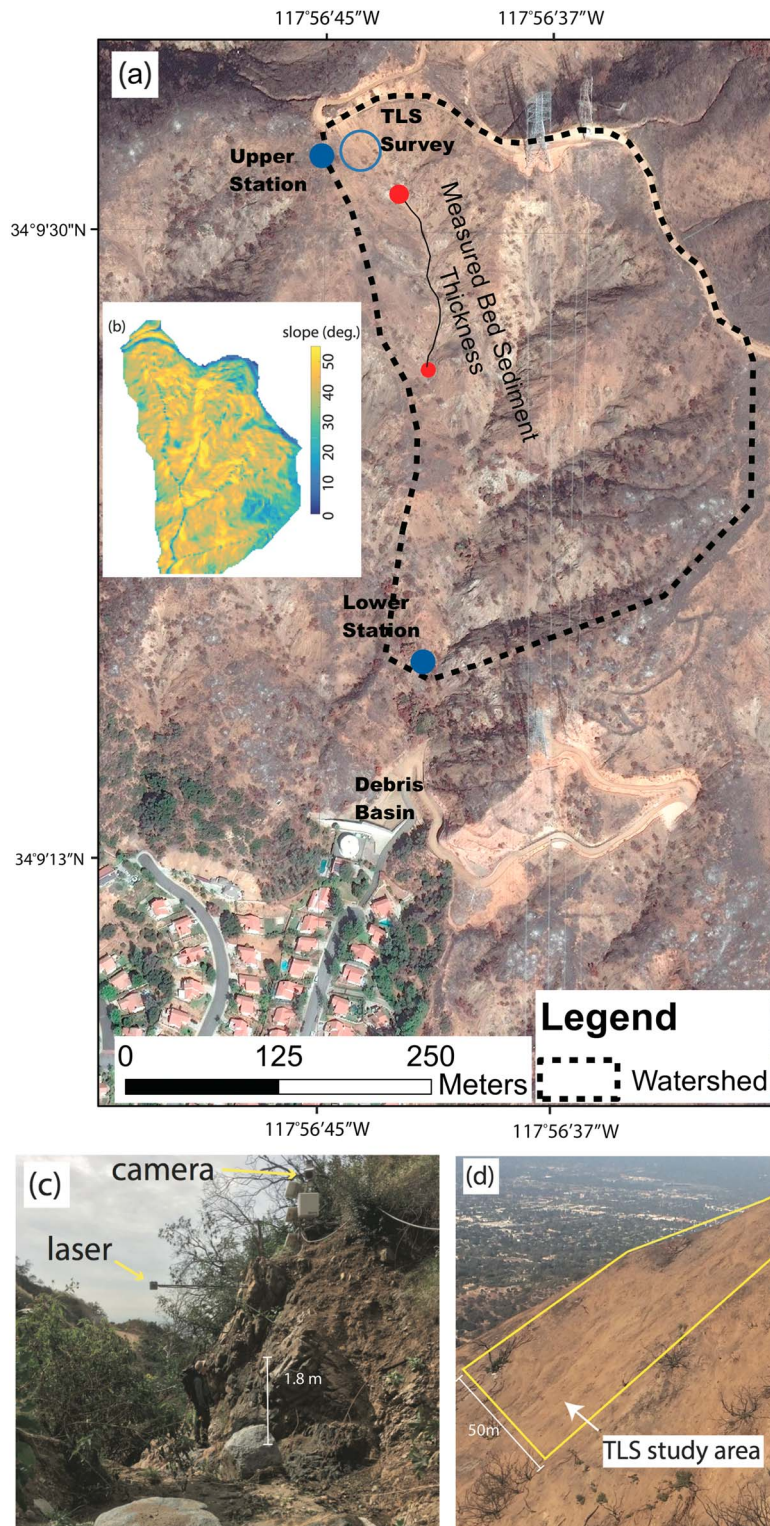 117°56'45"W
117°56'37"W
(a)
TLS
Survey
Upper
Station
34°9'30"N
Measured Bed Sediment
Thickness
(b)
slope (deg.)
50
40
30
20
10
0
Lower
Station
Debris
Basin
34°9'13"N
Legend
0
125
250
Meters
Watershed
117°56'45"W
117°56'37"W
(c)
camera
laser
1.8 m
(d)
50m
TLS study area